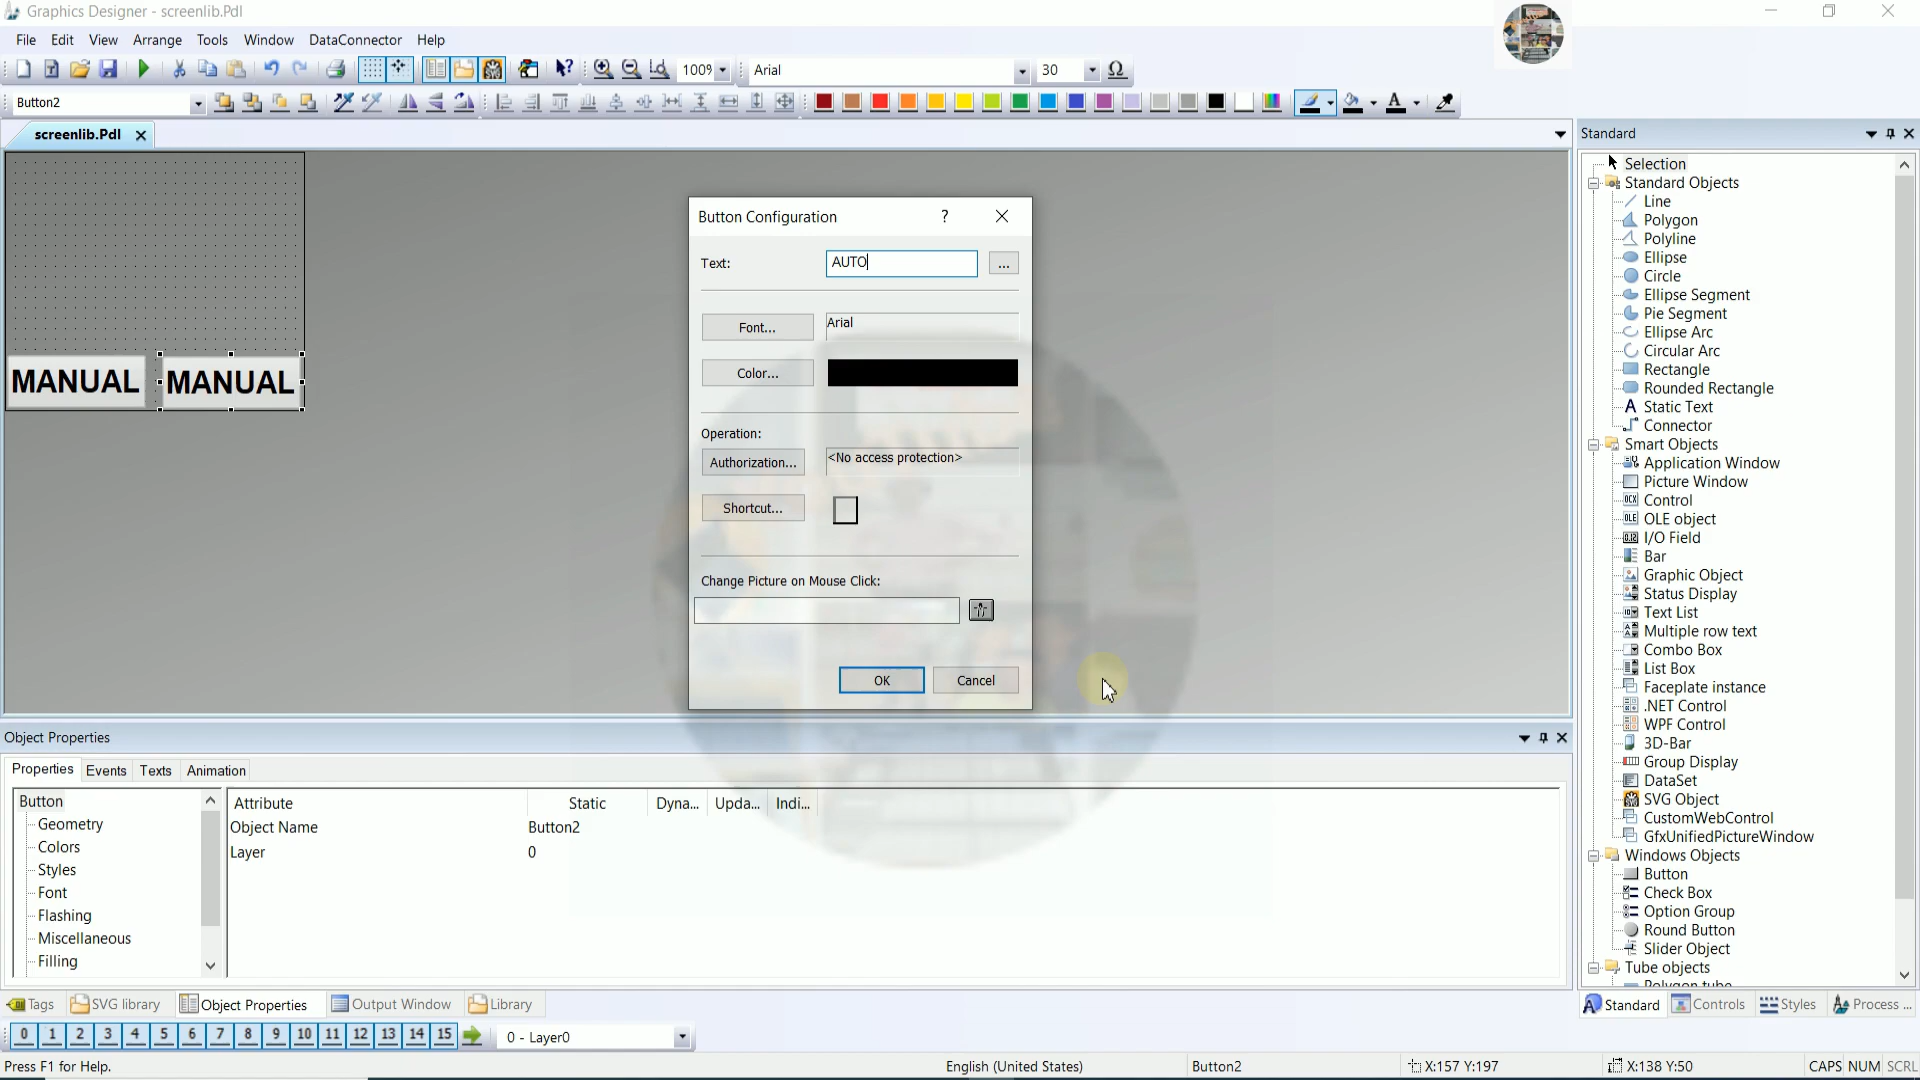 Graphics Designer - screenlib.Pdl
File Edit View Arrange Tools Window DataConnector Help
100% Arial 30 Ω
Button2
screenlib.Pdl
MANUAL MANUAL
Button Configuration ?
Text: AUTO ...
Font... Arial
Color...
Operation:
Authorization... <No access protection>
Shortcut...
Change Picture on Mouse Click:
OK Cancel
Standard
Selection
Standard Objects
Line
Polygon
Polyline
Ellipse
Circle
Ellipse Segment
Pie Segment
Ellipse Arc
Circular Arc
Rectangle
Rounded Rectangle
Static Text
Connector
Smart Objects
Application Window
Picture Window
Control
OLE object
I/O Field
Bar
Graphic Object
Status Display
Text List
Multiple row text
Combo Box
List Box
Faceplate instance
.NET Control
WPF Control
3D-Bar
Group Display
DataSet
SVG Object
CustomWebControl
GfxUnifiedPictureWindow
Windows Objects
Button
Check Box
Option Group
Round Button
Slider Object
Tube objects
Polygon tube
Standard Controls Styles Process ...
Object Properties
Properties Events Texts Animation
Button
Geometry
Colors
Styles
Font
Flashing
Miscellaneous
Filling
Attribute Static Dyna... Upda... Indi...
Object Name Button2
Layer 0
Tags SVG library Object Properties Output Window Library
0 1 2 3 4 5 6 7 8 9 10 11 12 13 14 15 0 - Layer0
Press F1 for Help. English (United States) Button2 X:157 Y:197 X:138 Y:50 CAPS NUM SCRL